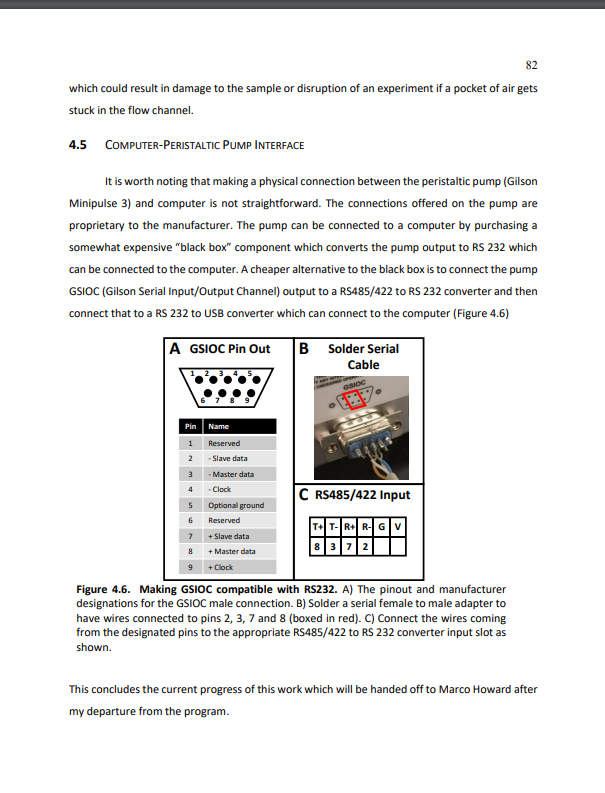 82
which could result in damage to the sample or disruption of an experiment if a pocket of air gets
stuck in the flow channel.
4.5 COMPUTER-PERISTALTIC PUMP INTERFACE
It is worth noting that making a physical connection between the peristaltic pump (Gilson
Minipulse 3) and computer is not straightforward. The connections offered on the pump are
proprietary to the manufacturer. The pump can be connected to a computer by purchasing a
somewhat expensive “black box” component which converts the pump output to RS 232 which
can be connected to the computer. A cheaper alternative to the black box is to connect the pump
GSIOC (Gilson Serial Input/Output Channel) output to a RS485/422 to RS 232 converter and then
connect that to a RS 232 to USB converter which can connect to the computer (Figure 4.6)
A GSIOC Pin Out
1 2 3 4 5
6 7 8 9
Pin Name
1 Reserved
2 - Slave data
3 - Master data
4 - Clock
5 Optional ground
6 Reserved
7 + Slave data
8 + Master data
9 + Clock
B Solder Serial
Cable
GSIOC
C RS485/422 Input
T+ T- R+ R- G V
8 3 7 2
Figure 4.6. Making GSIOC compatible with RS232. A) The pinout and manufacturer
designations for the GSIOC male connection. B) Solder a serial female to male adapter to
have wires connected to pins 2, 3, 7 and 8 (boxed in red). C) Connect the wires coming
from the designated pins to the appropriate RS485/422 to RS 232 converter input slot as
shown.
This concludes the current progress of this work which will be handed off to Marco Howard after
my departure from the program.